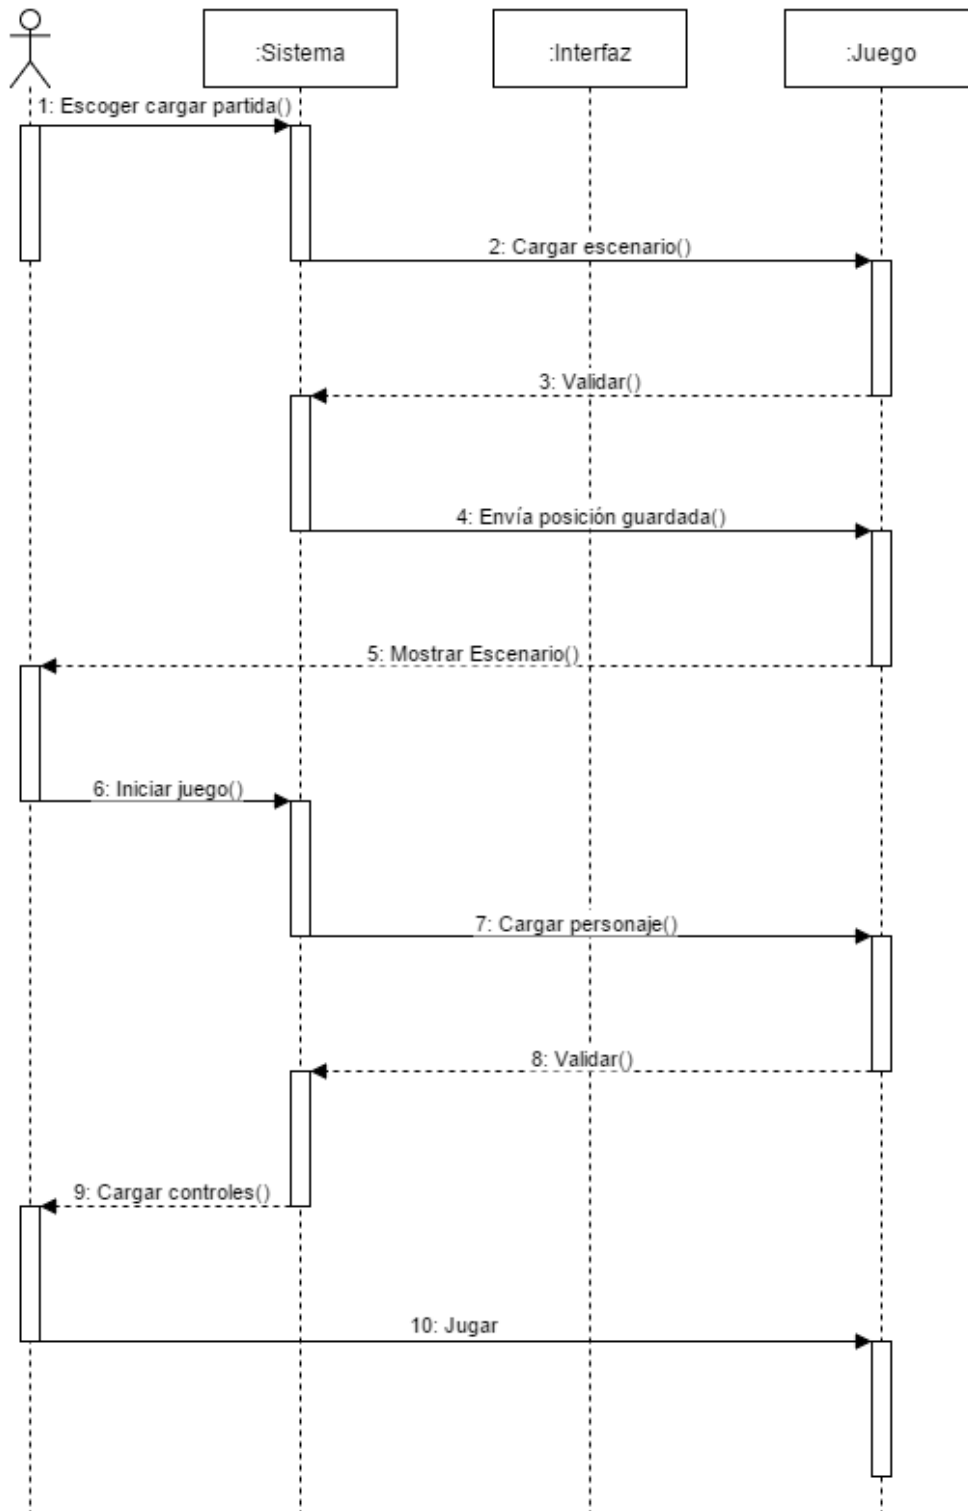 :Sistema
:Interfaz
:Juego
1: Escoger cargar partida()
2: Cargar escenario()
3: Validar()
4: Envía posición guardada()
5: Mostrar Escenario()
6: Iniciar juego()
7: Cargar personaje()
8: Validar()
9: Cargar controles()
10: Jugar